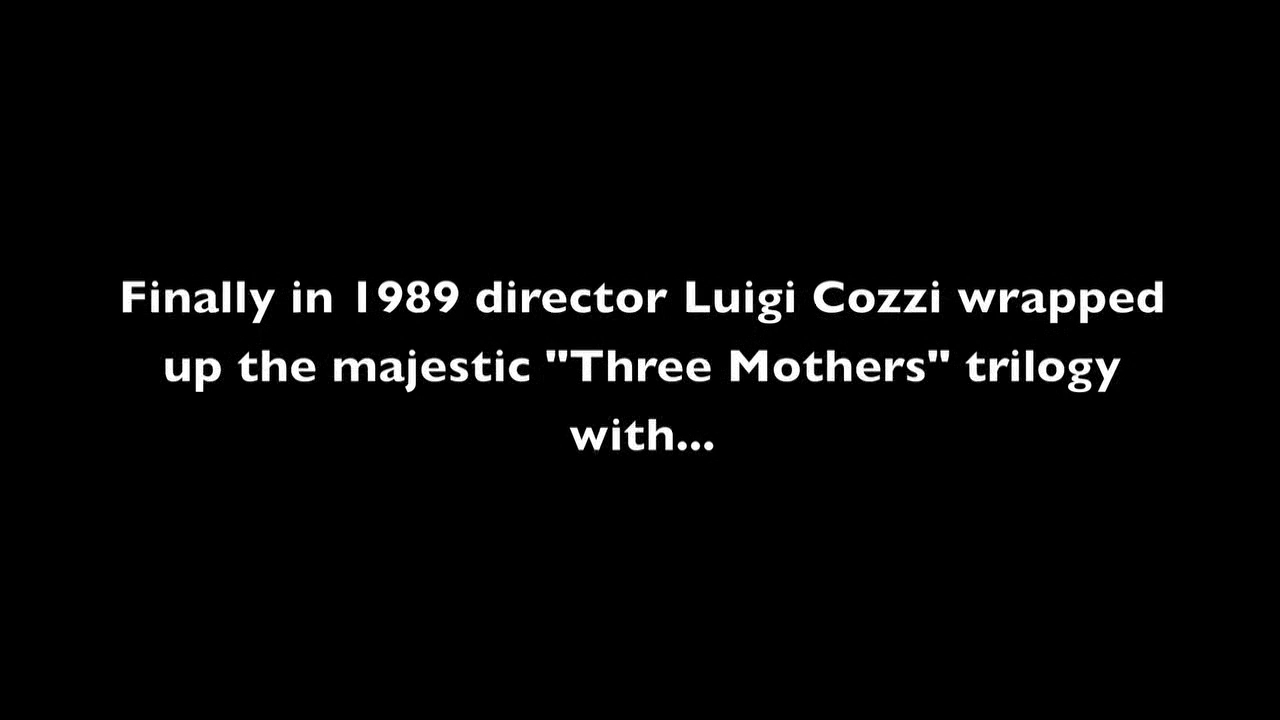 Finally in 1989 director Luigi Cozzi wrapped
up the majestic "Three Mothers" trilogy
with...